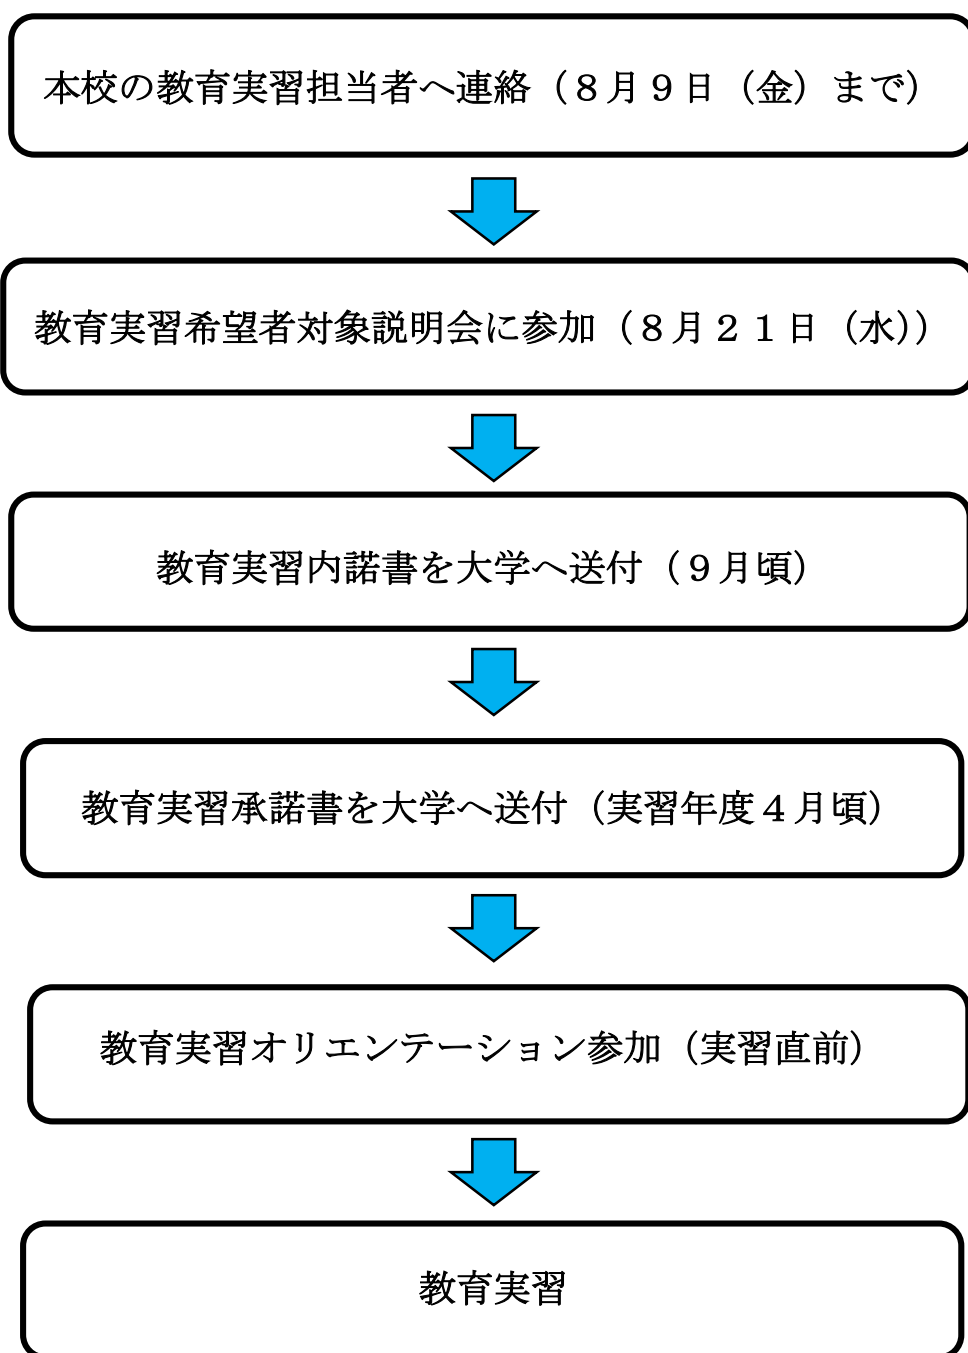 本校の教育実習担当者へ連絡（８月９日（金）まで）
教育実習希望者対象説明会に参加（８月２１日（水））
教育実習内諾書を大学へ送付（９月頃）
教育実習承諾書を大学へ送付（実習年度４月頃）
教育実習オリエンテーション参加（実習直前）
教育実習